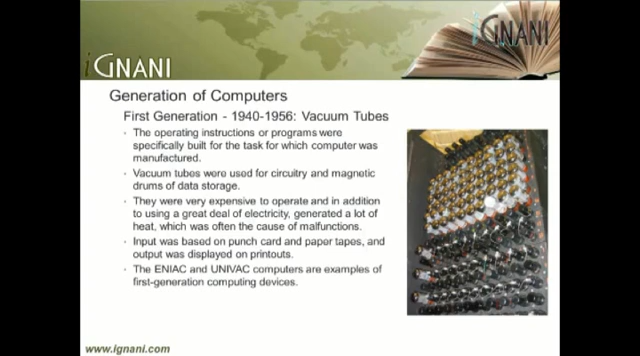 iGNANI
iGNANI
Generation of Computers
First Generation - 1940-1956: Vacuum Tubes
• The operating instructions or programs were
specifically built for the task for which computer was
manufactured.
• Vacuum tubes were used for circuitry and magnetic
drums of data storage.
• They were very expensive to operate and in addition
to using a great deal of electricity, generated a lot of
heat, which was often the cause of malfunctions.
• Input was based on punch card and paper tapes, and
output was displayed on printouts.
• The ENIAC and UNIVAC computers are examples of
first-generation computing devices.
www.ignani.com